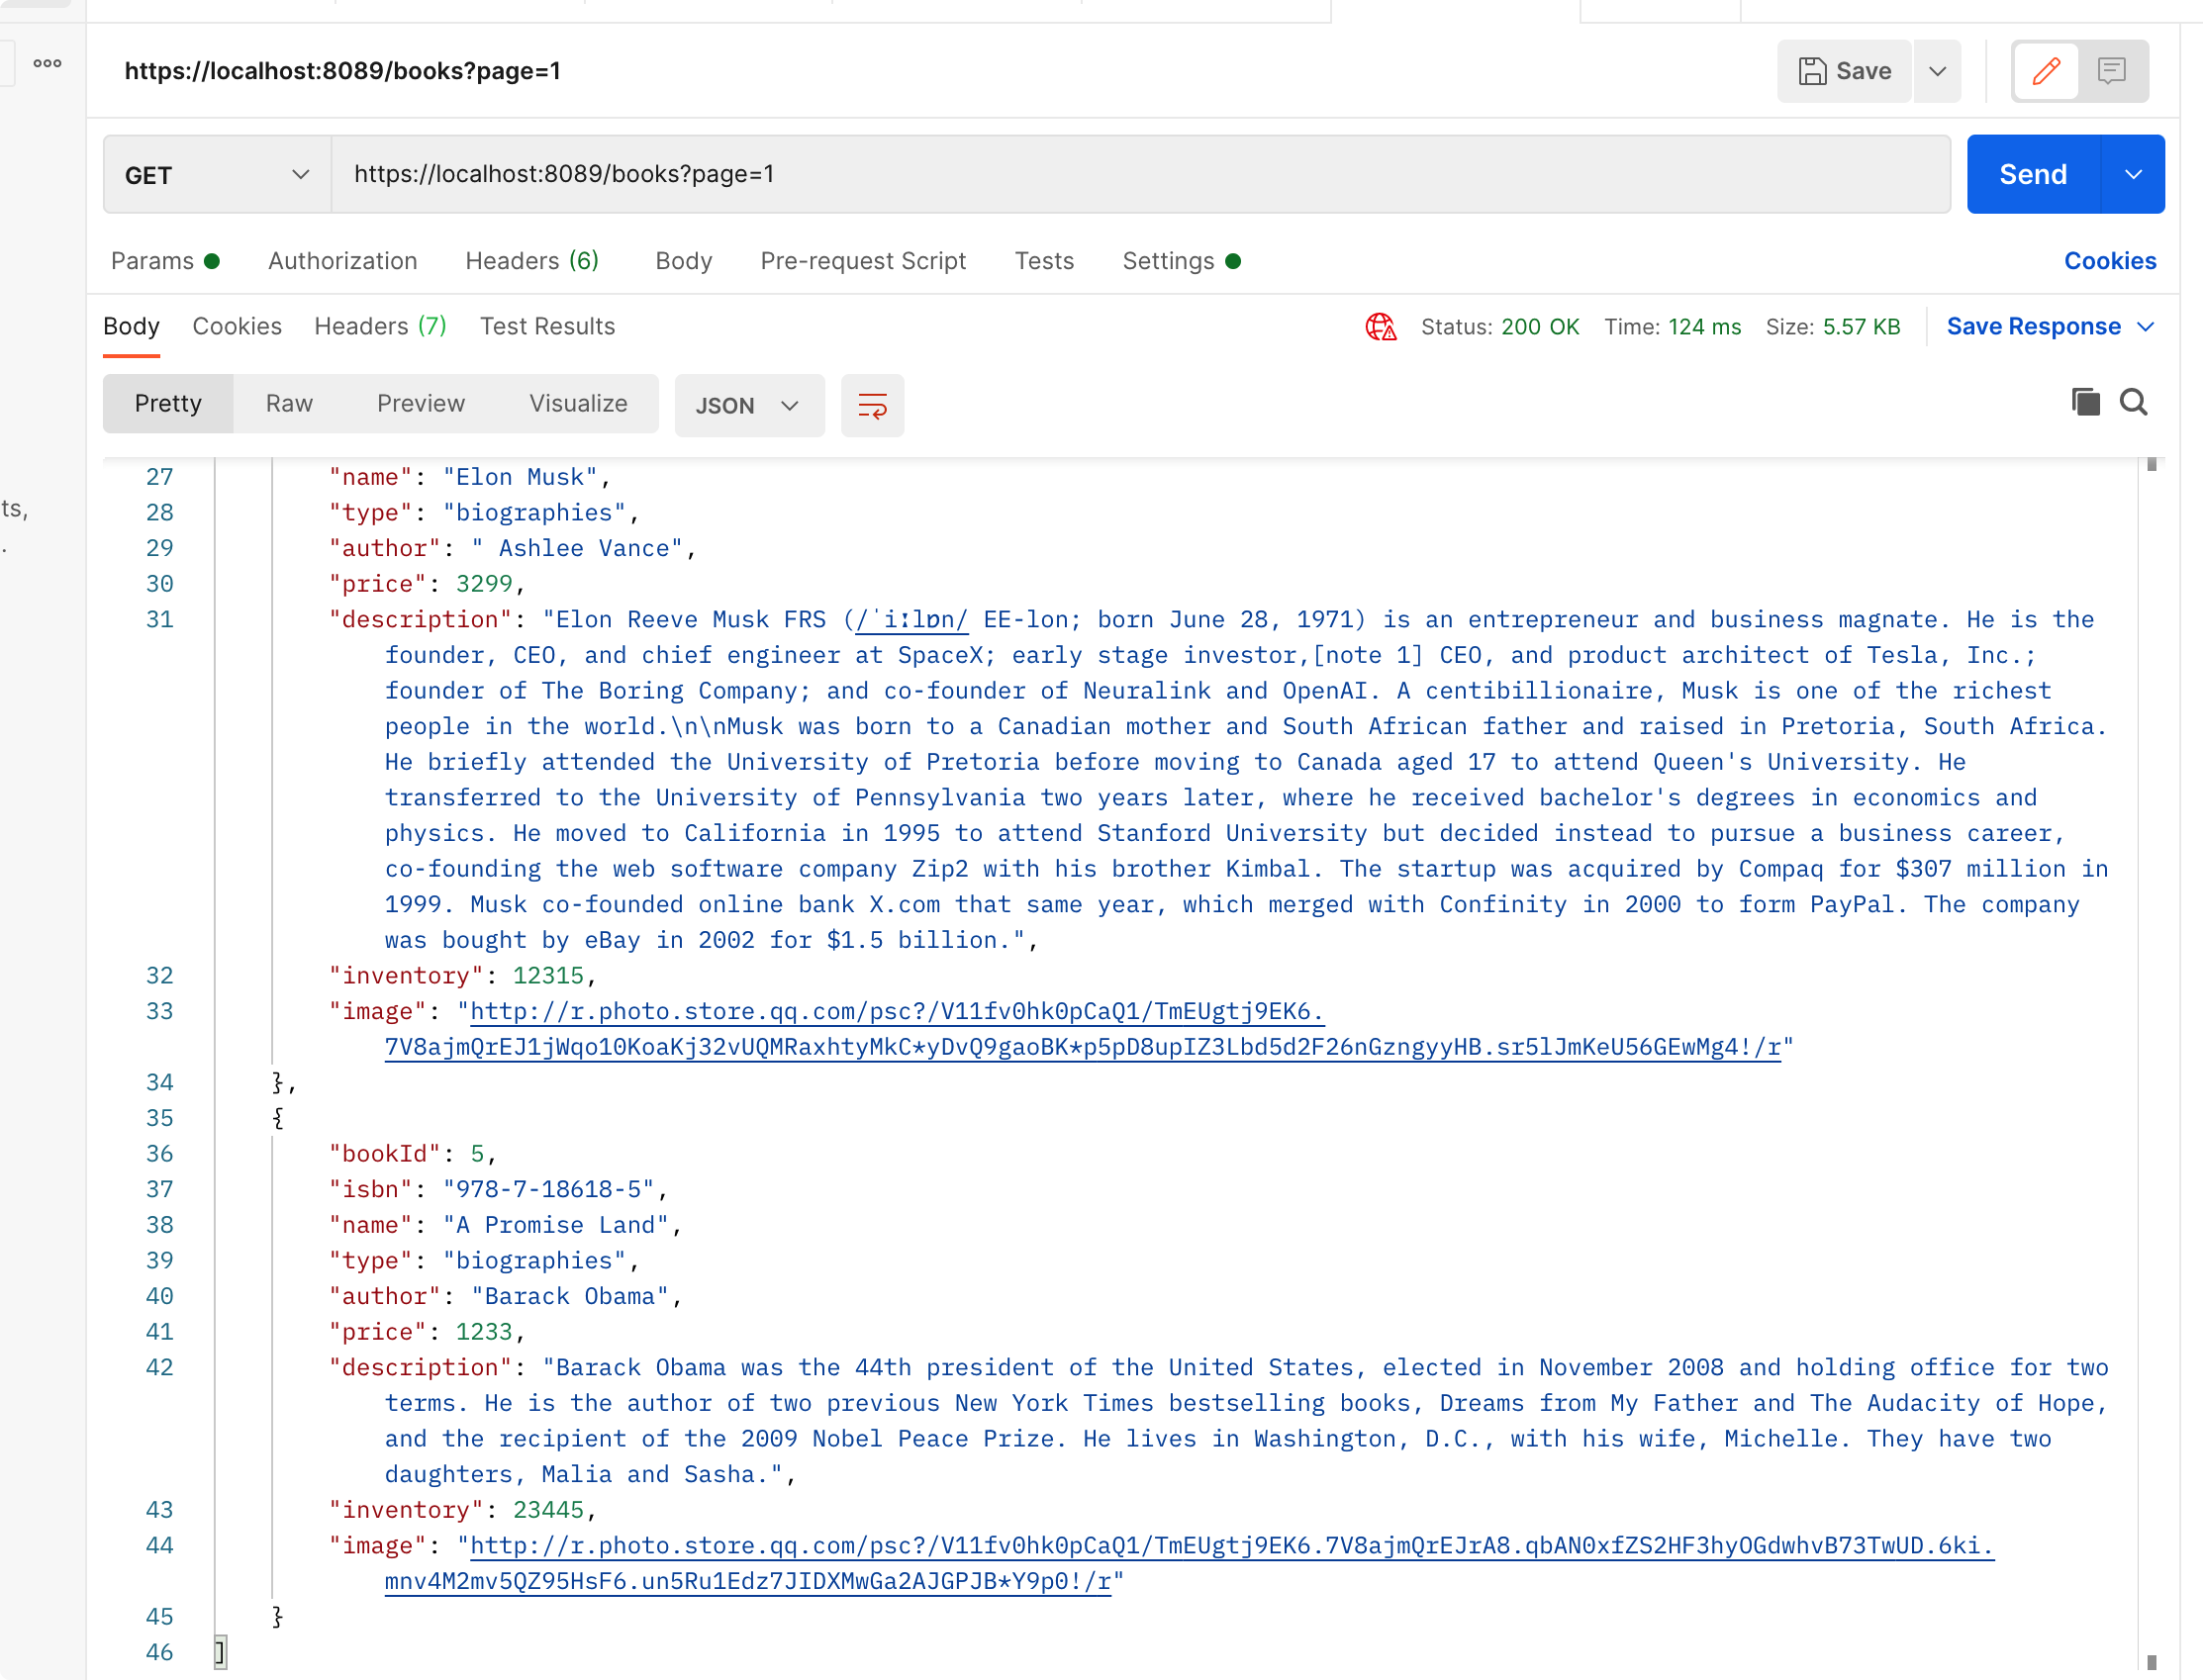 https://localhost:8089/books?page=1
Save
GET
https://localhost:8089/books?page=1
Send
Params
Authorization
Headers (6)
Body
Pre-request Script
Tests
Settings
Cookies
Body
Cookies
Headers (7)
Test Results
Status: 200 OK
Time: 124 ms
Size: 5.57 KB
Save Response
Pretty
Raw
Preview
Visualize
JSON
ts,
.
27 "name": "Elon Musk",
28 "type": "biographies",
29 "author": " Ashlee Vance",
30 "price": 3299,
31 "description": "Elon Reeve Musk FRS (/ˈiːlɒn/ EE-lon; born June 28, 1971) is an entrepreneur and business magnate. He is the
founder, CEO, and chief engineer at SpaceX; early stage investor,[note 1] CEO, and product architect of Tesla, Inc.;
founder of The Boring Company; and co-founder of Neuralink and OpenAI. A centibillionaire, Musk is one of the richest
people in the world.\n\nMusk was born to a Canadian mother and South African father and raised in Pretoria, South Africa.
He briefly attended the University of Pretoria before moving to Canada aged 17 to attend Queen's University. He
transferred to the University of Pennsylvania two years later, where he received bachelor's degrees in economics and
physics. He moved to California in 1995 to attend Stanford University but decided instead to pursue a business career,
co-founding the web software company Zip2 with his brother Kimbal. The startup was acquired by Compaq for $307 million in
1999. Musk co-founded online bank X.com that same year, which merged with Confinity in 2000 to form PayPal. The company
was bought by eBay in 2002 for $1.5 billion.",
32 "inventory": 12315,
33 "image": "http://r.photo.store.qq.com/psc?/V11fv0hk0pCaQ1/TmEUgtj9EK6.
7V8ajmQrEJ1jWqo10KoaKj32vUQMRaxhtyMkC*yDvQ9gaoBK*p5pD8upIZ3Lbd5d2F26nGzngyyHB.sr5lJmKeU56GEwMg4!/r"
34 },
35 {
36 "bookId": 5,
37 "isbn": "978-7-18618-5",
38 "name": "A Promise Land",
39 "type": "biographies",
40 "author": "Barack Obama",
41 "price": 1233,
42 "description": "Barack Obama was the 44th president of the United States, elected in November 2008 and holding office for two
terms. He is the author of two previous New York Times bestselling books, Dreams from My Father and The Audacity of Hope,
and the recipient of the 2009 Nobel Peace Prize. He lives in Washington, D.C., with his wife, Michelle. They have two
daughters, Malia and Sasha.",
43 "inventory": 23445,
44 "image": "http://r.photo.store.qq.com/psc?/V11fv0hk0pCaQ1/TmEUgtj9EK6.7V8ajmQrEJrA8.qbAN0xfZS2HF3hyOGdwhvB73TwUD.6ki.
mnv4M2mv5QZ95HsF6.un5Ru1Edz7JIDXMwGa2AJGPJB*Y9p0!/r"
45 }
46 ]